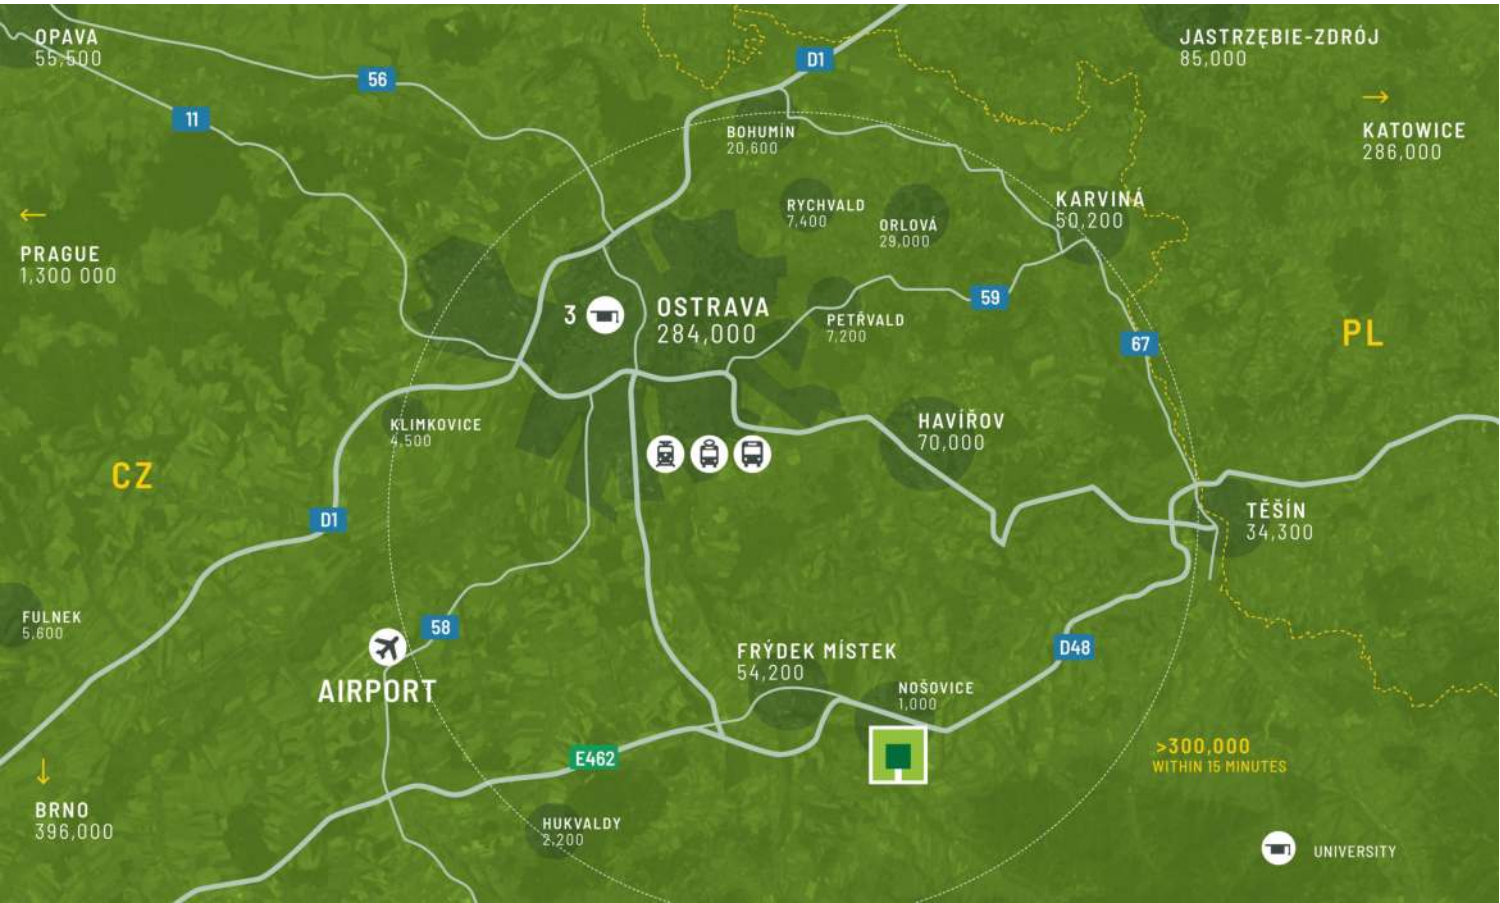 OPAVA
55,500
56
11
D1
JASTRZĘBIE-ZDRÓJ
85,000
→
KATOWICE
286,000
BOHUMÍN
20,600
←
PRAGUE
1,300 000
RYCHVALD
7,400
ORLOVÁ
29,000
KARVINÁ
50,200
3
OSTRAVA
284,000
59
PETŘVALD
7,200
67
PL
KLIMKOVICE
4,500
HAVÍŘOV
70,000
CZ
D1
TĚŠÍN
34,300
FULNEK
5,600
58
AIRPORT
FRÝDEK MÍSTEK
54,200
D48
NOŠOVICE
1,000
E462
>300,000
WITHIN 15 MINUTES
↓
BRNO
396,000
HUKVALDY
2,200
UNIVERSITY